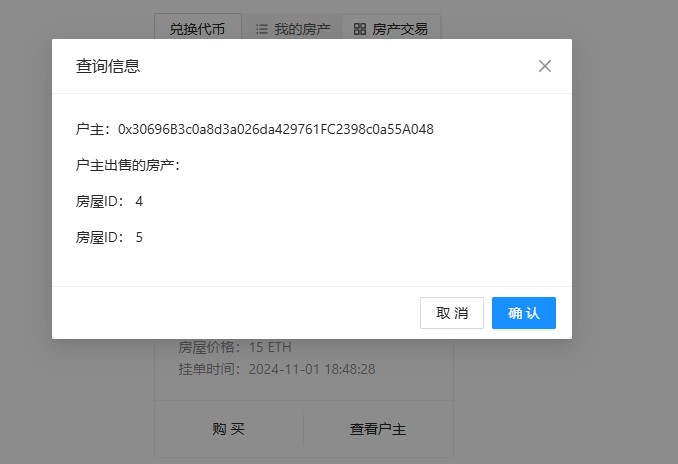 兑换代币
我的房产
房产交易
查询信息
户主：0x30696B3c0a8d3a026da429761FC2398c0a55A048
户主出售的房产：
房屋ID： 4
房屋ID： 5
取 消
确 认
房屋价格：15 ETH
挂单时间：2024-11-01 18:48:28
购 买
查看户主